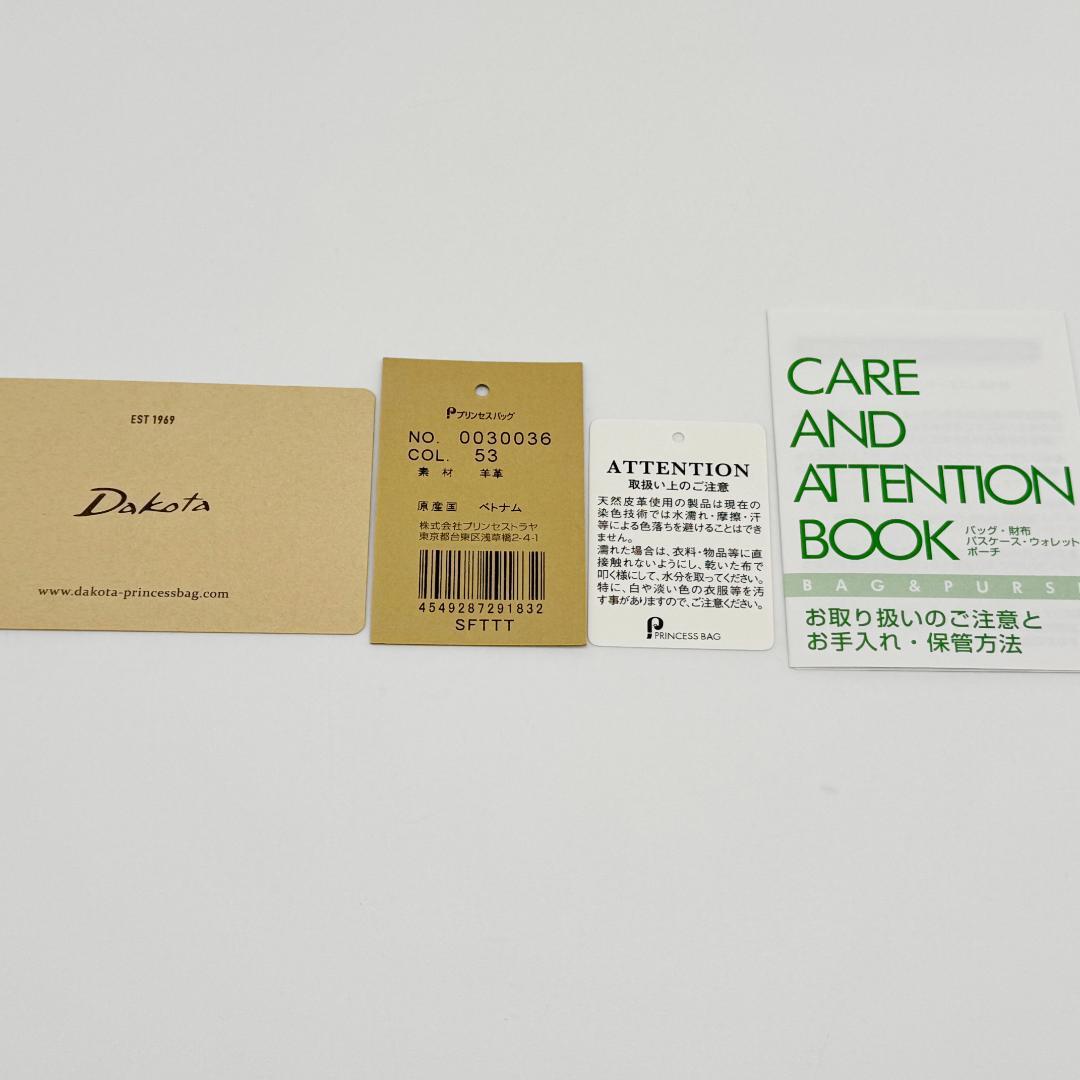 EST 1969
Dakota
www.dakota-princessbag.com
プリンセスバッグ
NO. 0030036
COL. 53
素 材 羊革
原産国 ベトナム
株式会社プリンセストラヤ
東京都台東区浅草橋2-4-1
4549287291832
SFTTT
ATTENTION
取扱い上のご注意
天然皮革使用の製品は現在の
染色技術では水濡れ・摩擦・汗
等による色落ちを避けることはでき
ません。
濡れた場合は、衣料・物品等に直
接触れないようにし、乾いた布で
叩く様にして、水分を取ってください。
特に、白や淡い色の衣服等を汚
す事がありますので、ご注意ください。
PRINCESS BAG
CARE
AND
ATTENTION
BOOK
バッグ・財布
パスケース・ウォレット
ポーチ
BAG & PURS
お取り扱いのご注意と
お手入れ・保管方法